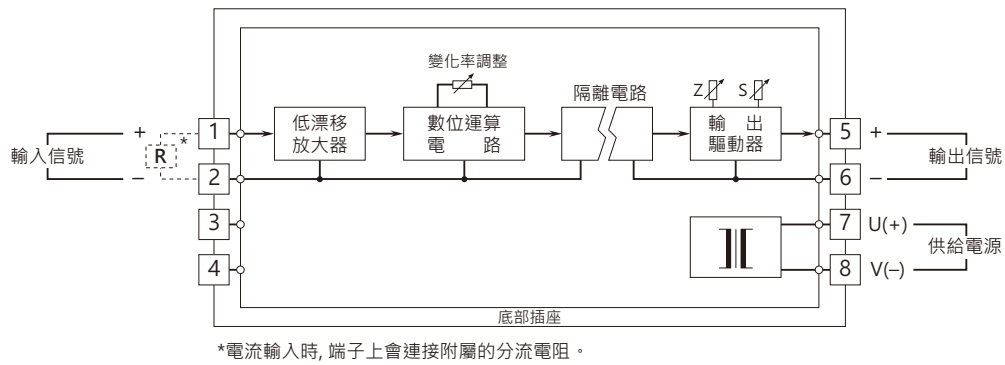 變化率調整
隔離電路
Z S
低漂移
放大器
數位運算
電 路
輸 出
驅動器
輸入信號
+
–
R
*
1
2
3
4
5
6
7
8
+
–
輸出信號
U(+)
V(–)
供給電源
底部插座
*電流輸入時, 端子上會連接附屬的分流電阻。